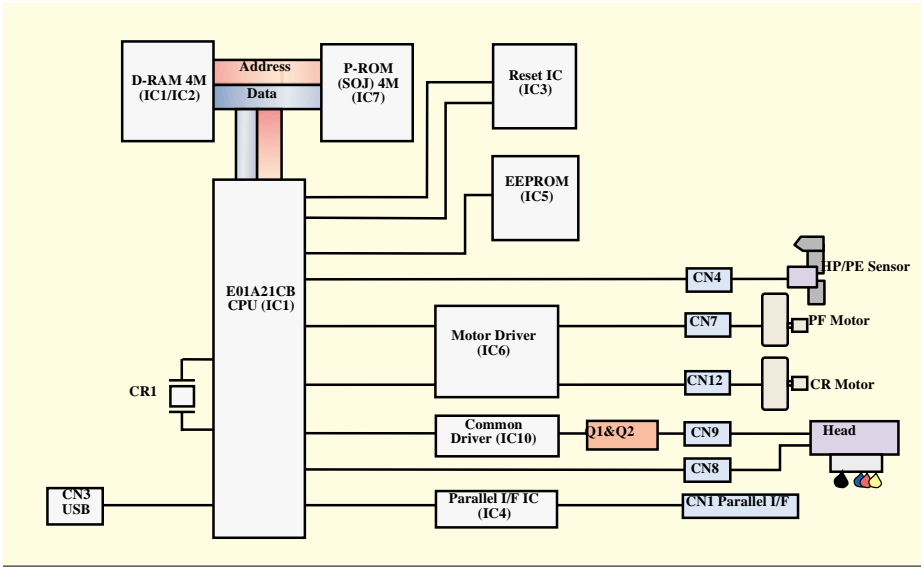 D-RAM 4M
(IC1/IC2)
Address
Data
P-ROM
(SOJ) 4M
(IC7)
Reset IC
(IC3)
EEPROM
(IC5)
E01A21CB
CPU (IC1)
CN4
HP/PE Sensor
Motor Driver
(IC6)
CN7
PF Motor
CN12
CR Motor
CR1
Common
Driver (IC10)
Q1&Q2
CN9
Head
CN8
CN3
USB
Parallel I/F IC
(IC4)
CN1 Parallel I/F